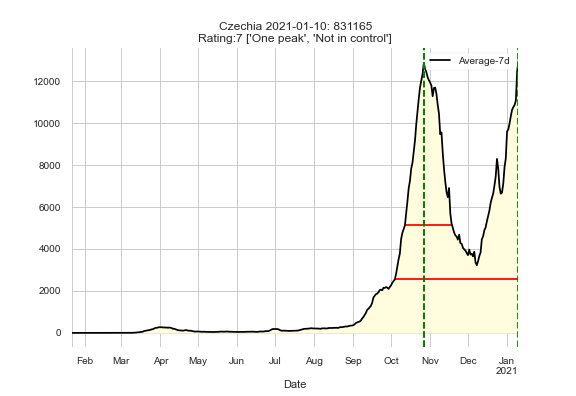 Czechia 2021-01-10: 831165
Rating:7 ['One peak', 'Not in control']
Average-7d
12000
10000
8000
6000
4000
2000
0
Feb Mar Apr May Jun Jul Aug Sep Oct Nov Dec Jan
2021
Date